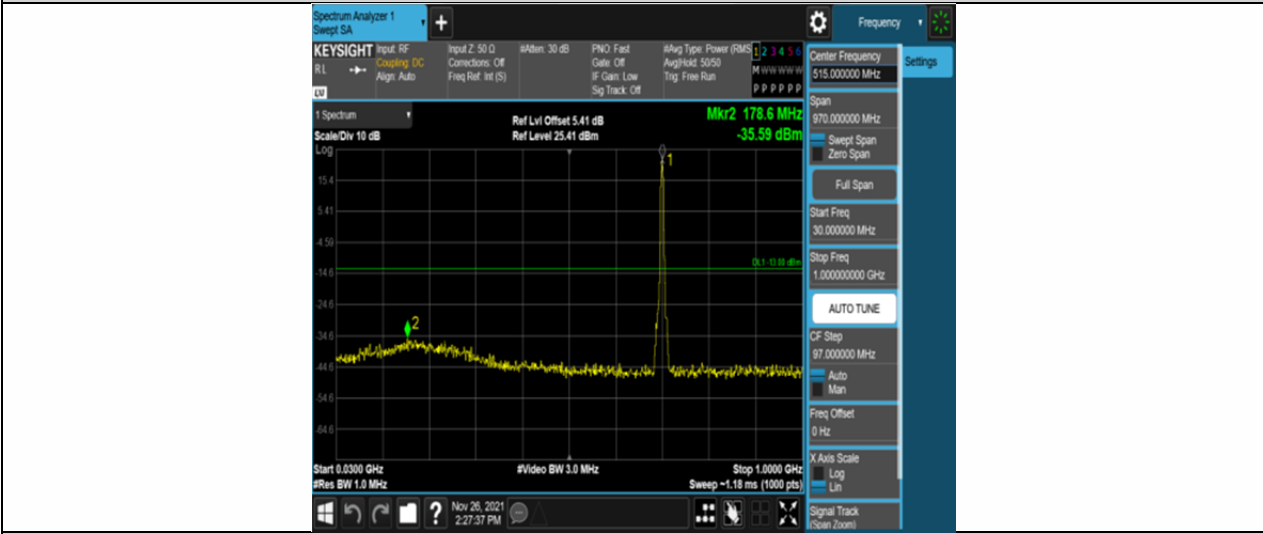 Spectrum Analyzer 1
Swept SA
+
Frequency
KEYSIGHT
RL
LV
Input: RF
Coupling: DC
Align: Auto
Input Z: 50 Ω
Corrections: Off
Freq Ref: Int (S)
#Atten: 30 dB
PNO: Fast
Gate: Off
IF Gain: Low
Sig Track: Off
#Avg Type: Power (RMS
Avg|Hold: 50/50
Trig: Free Run
1 2 3 4 5 6
M W W W W W
P P P P P P
1 Spectrum
Scale/Div 10 dB
Log
Ref Lvl Offset 5.41 dB
Ref Level 25.41 dBm
Mkr2 178.6 MHz
-35.59 dBm
1
15.4
5.41
-4.59
DL1 -13.00 dBm
-14.6
-24.6
2
-34.6
-44.6
-54.6
-64.6
Start 0.0300 GHz
#Res BW 1.0 MHz
#Video BW 3.0 MHz
Stop 1.0000 GHz
Sweep ~1.18 ms (1000 pts)
?
Nov 26, 2021
2:27:37 PM
Center Frequency
515.000000 MHz
Settings
Span
970.000000 MHz
Swept Span
Zero Span
Full Span
Start Freq
30.000000 MHz
Stop Freq
1.000000000 GHz
AUTO TUNE
CF Step
97.000000 MHz
Auto
Man
Freq Offset
0 Hz
X Axis Scale
Log
Lin
Signal Track
(Span Zoom)